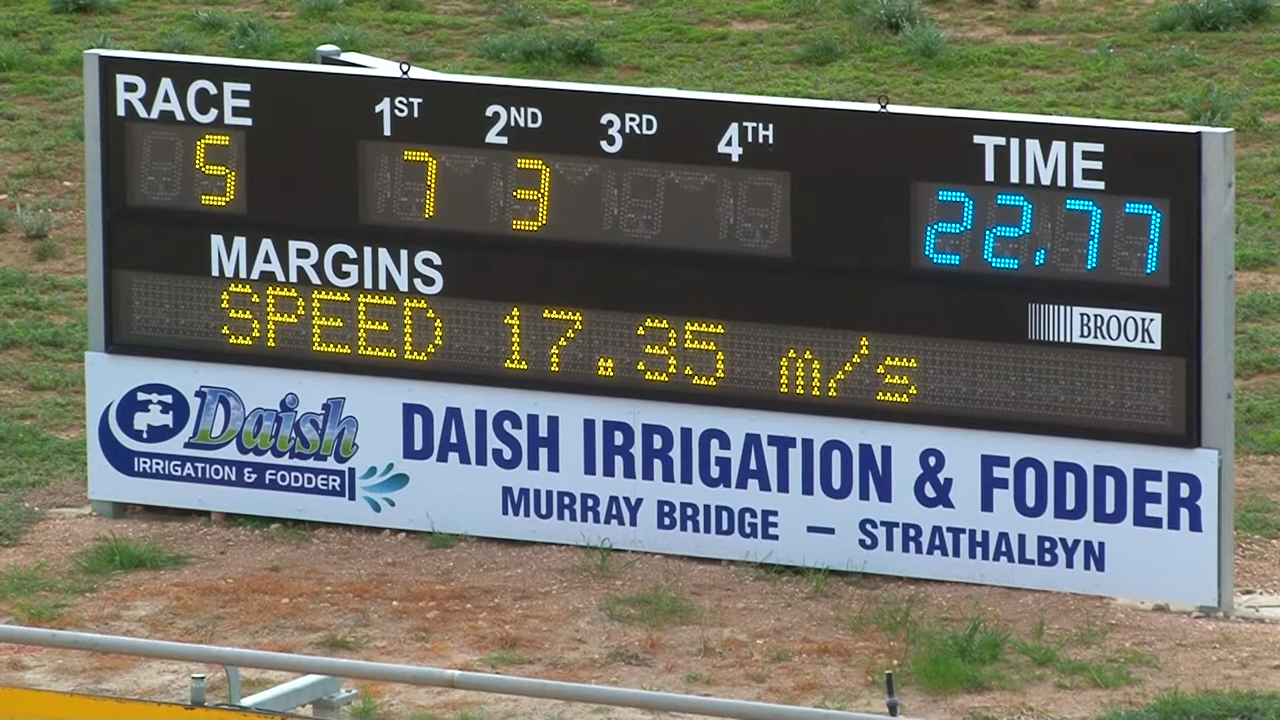 RACE 1ST 2ND 3RD 4TH TIME
5 7 3 22.77
MARGINS
SPEED 17.35 m/s
BROOK
Daish
IRRIGATION & FODDER
DAISH IRRIGATION & FODDER
MURRAY BRIDGE – STRATHALBYN